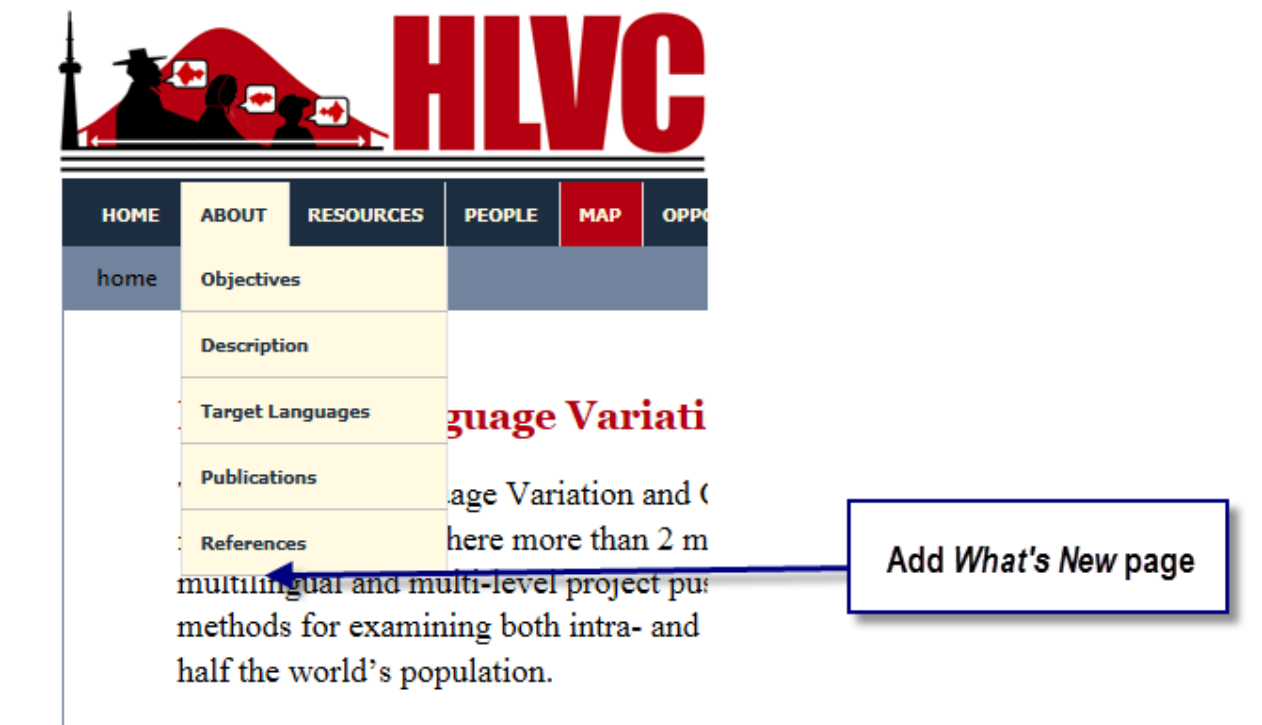 HLVC
HOME ABOUT RESOURCES PEOPLE MAP
home
Objectives
Description
Target Languages
Publications
References
guage Variati
age Variation and
here more than 2 m
multilingual and multi-level project pus
methods for examining both intra- and
half the world's population.
Add What's New page